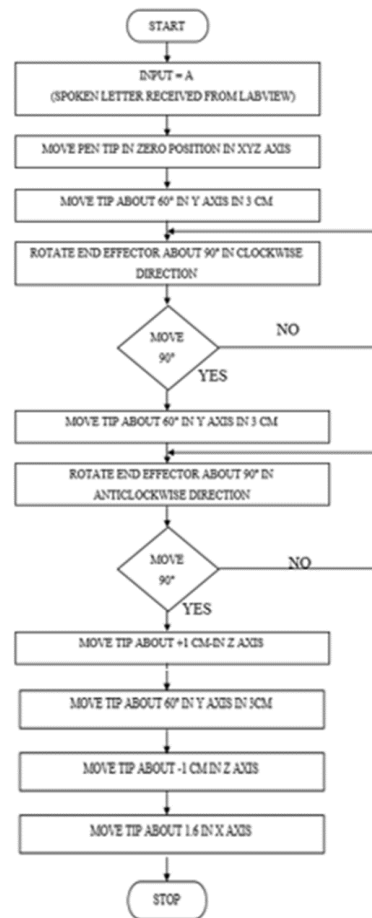 START
INPUT = A
(SPOKEN LETTER RECEIVED FROM LABVIEW)
MOVE PEN TIP IN ZERO POSITION IN XYZ AXIS
MOVE TIP ABOUT 60° IN Y AXIS IN 3 CM
ROTATE END EFFECTOR ABOUT 90° IN CLOCKWISE
DIRECTION
MOVE
90°
NO
YES
MOVE TIP ABOUT 60° IN Y AXIS IN 3 CM
ROTATE END EFFECTOR ABOUT 90° IN
ANTICLOCKWISE DIRECTION
MOVE
90°
NO
YES
MOVE TIP ABOUT +1 CM-IN Z AXIS
MOVE TIP ABOUT 60° IN Y AXIS IN 3CM
MOVE TIP ABOUT -1 CM IN Z AXIS
MOVE TIP ABOUT 1.6 IN X AXIS
STOP